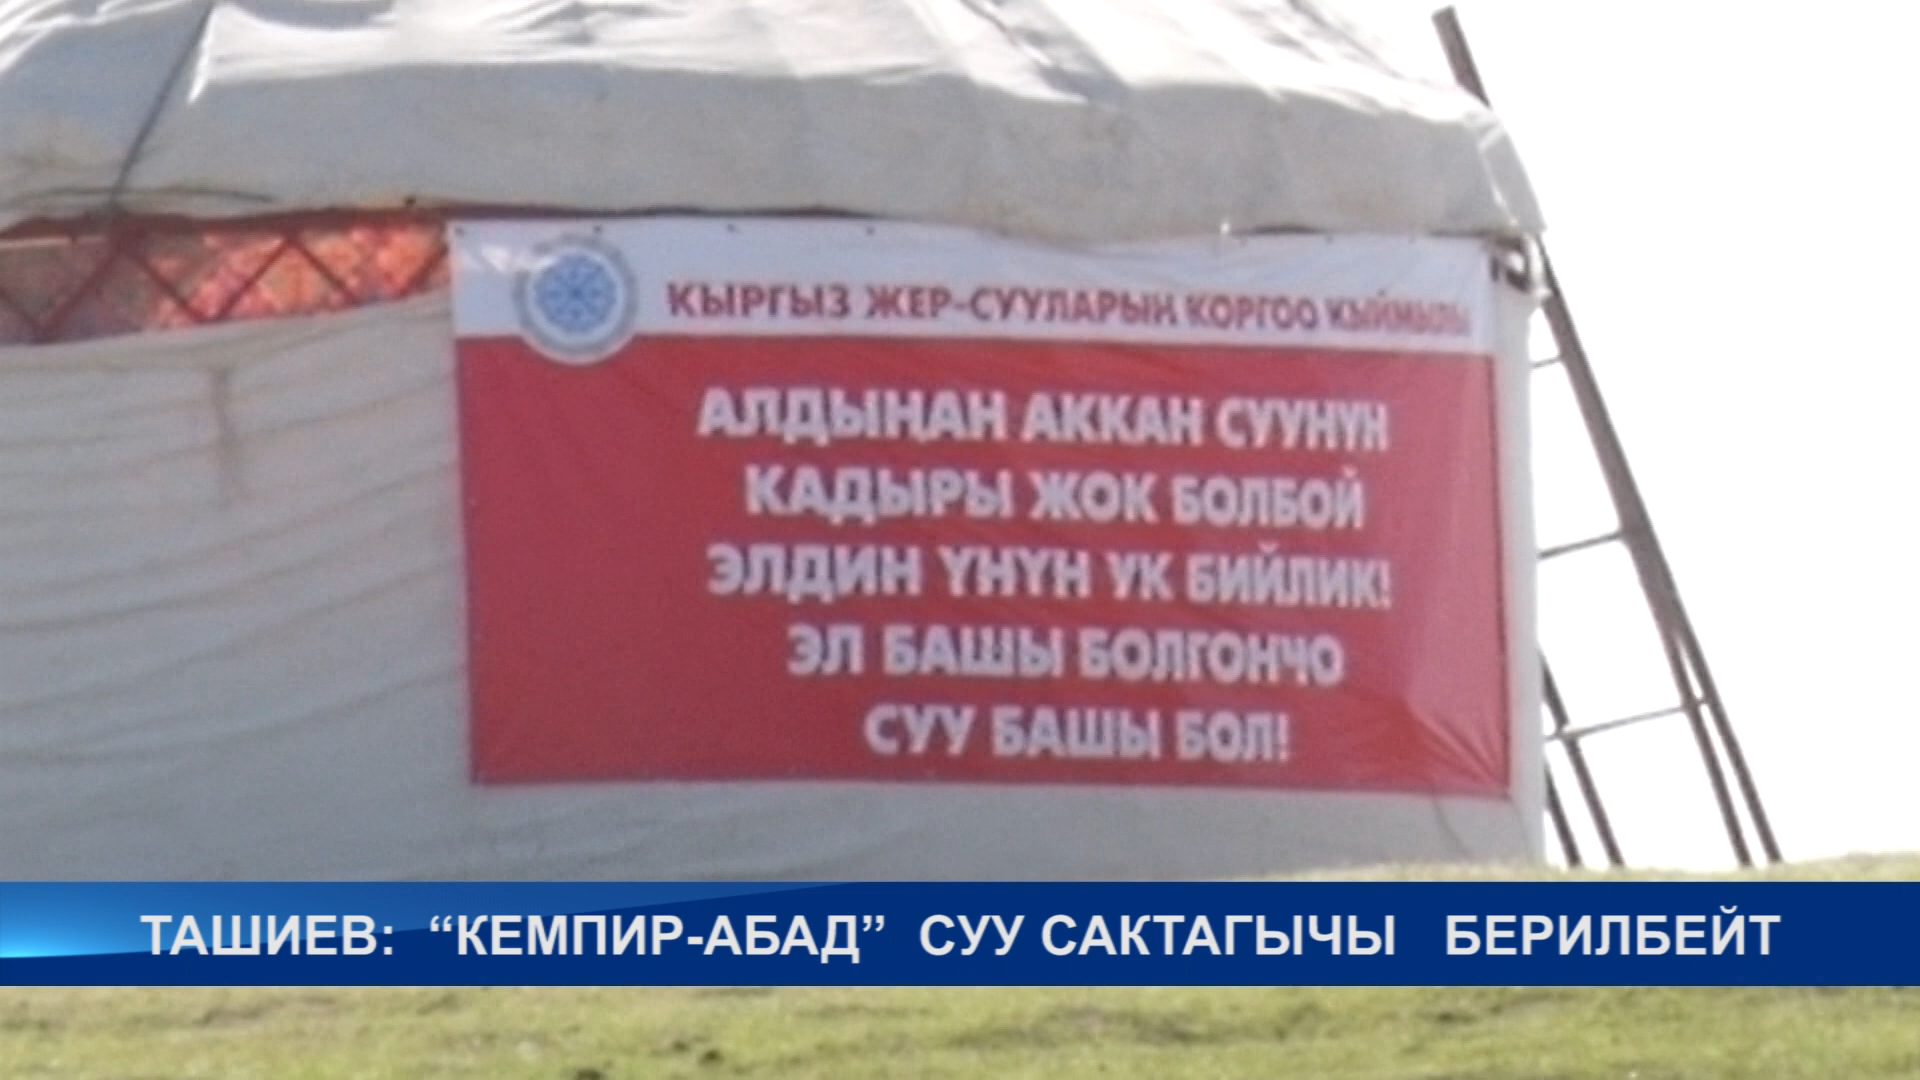 КЫРГЫЗ ЖЕР-СУУЛАРЫН КОРГОО КЫЙМЫЛЫ
АЛДЫҢАН АККАН СУУНУН
КАДЫРЫ ЖОК БОЛБОЙ
ЭЛДИН ҮНҮН УК БИЙЛИК!
ЭЛ БАШЫ БОЛГОНЧО
СУУ БАШЫ БОЛ!
ТАШИЕВ: “КЕМПИР-АБАД” СУУ САКТАГЫЧЫ БЕРИЛБЕЙТ